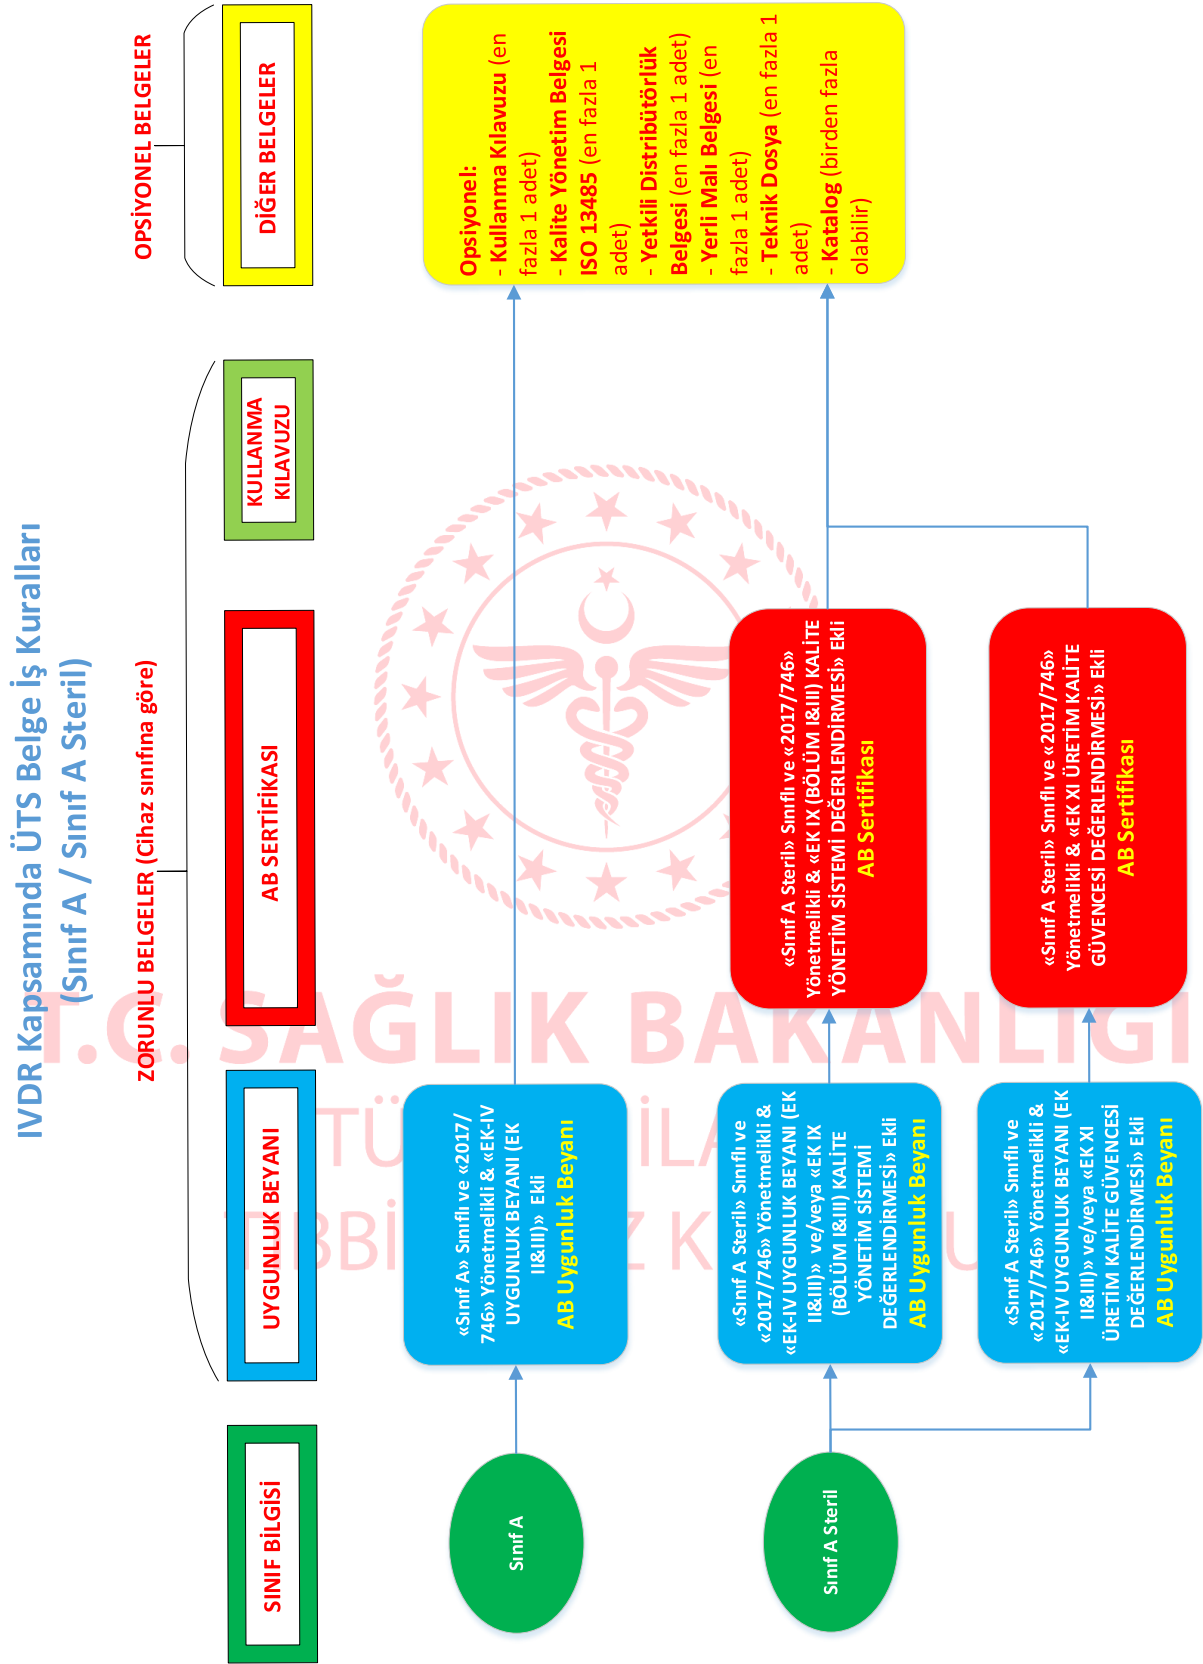 IVDR Kapsamında ÜTS Belge İş Kuralları
(Sınıf A / Sınıf A Steril)
ZORUNLU BELGELER (Cihaz sınıfına göre)
OPSİYONEL BELGELER
SINIF BİLGİSİ
UYGUNLUK BEYANI
AB SERTİFİKASI
KULLANMA
KILAVUZU
DİĞER BELGELER
Sınıf A
«Sınıf A» Sınıflı ve «2017/
746» Yönetmelikli & «EK-IV
UYGUNLUK BEYANI (EK
II&III)» Ekli
AB Uygunluk Beyanı
Opsiyonel:
- Kullanma Kılavuzu (en
fazla 1 adet)
- Kalite Yönetim Belgesi
ISO 13485 (en fazla 1
adet)
- Yetkili Distribütörlük
Belgesi (en fazla 1 adet)
- Yerli Malı Belgesi (en
fazla 1 adet)
- Teknik Dosya (en fazla 1
adet)
- Katalog (birden fazla
olabilir)
Sınıf A Steril
«Sınıf A Steril» Sınıflı ve
«2017/746» Yönetmelikli &
«EK-IV UYGUNLUK BEYANI (EK
II&III)» ve/veya «EK IX
(BÖLÜM I&III) KALİTE
YÖNETİM SİSTEMİ
DEĞERLENDİRMESİ» Ekli
AB Uygunluk Beyanı
«Sınıf A Steril» Sınıflı ve «2017/746»
Yönetmelikli & «EK IX (BÖLÜM I&III) KALİTE
YÖNETİM SİSTEMİ DEĞERLENDİRMESİ» Ekli
AB Sertifikası
«Sınıf A Steril» Sınıflı ve
«2017/746» Yönetmelikli &
«EK-IV UYGUNLUK BEYANI (EK
II&III)» ve/veya «EK XI
ÜRETİM KALİTE GÜVENCESİ
DEĞERLENDİRMESİ» Ekli
AB Uygunluk Beyanı
«Sınıf A Steril» Sınıflı ve «2017/746»
Yönetmelikli & «EK XI ÜRETİM KALİTE
GÜVENCESİ DEĞERLENDİRMESİ» Ekli
AB Sertifikası
T.C. SAĞLIK BAKANLIĞI